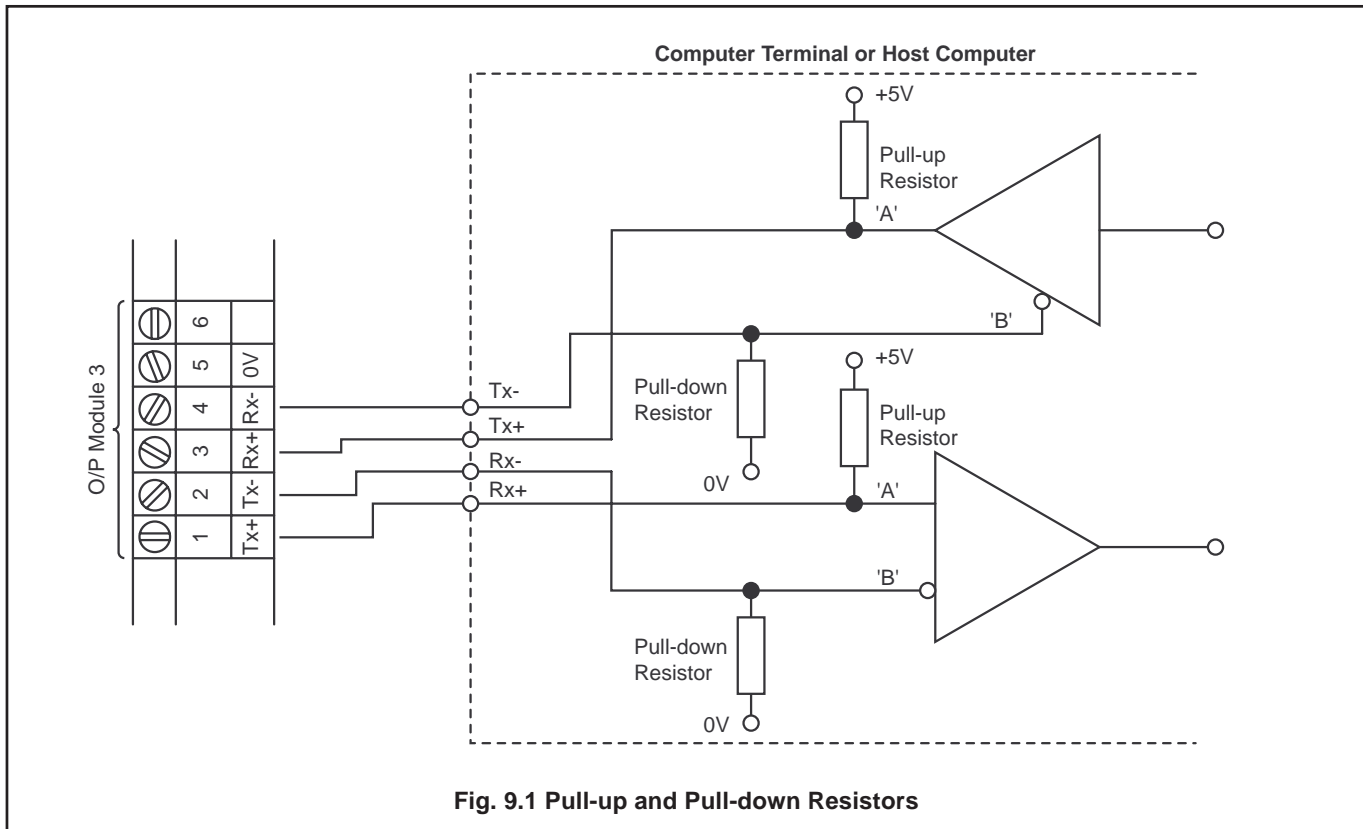 Computer Terminal or Host Computer
+5V
Pull-up
Resistor
'A'
'B'
+5V
Pull-down
Resistor
Pull-up
Resistor
0V
'A'
'B'
Pull-down
Resistor
0V
Tx-
Tx+
Rx-
Rx+
O/P Module 3
6
5 0V
4 Rx-
3 Rx+
2 Tx-
1 Tx+
Fig. 9.1 Pull-up and Pull-down Resistors